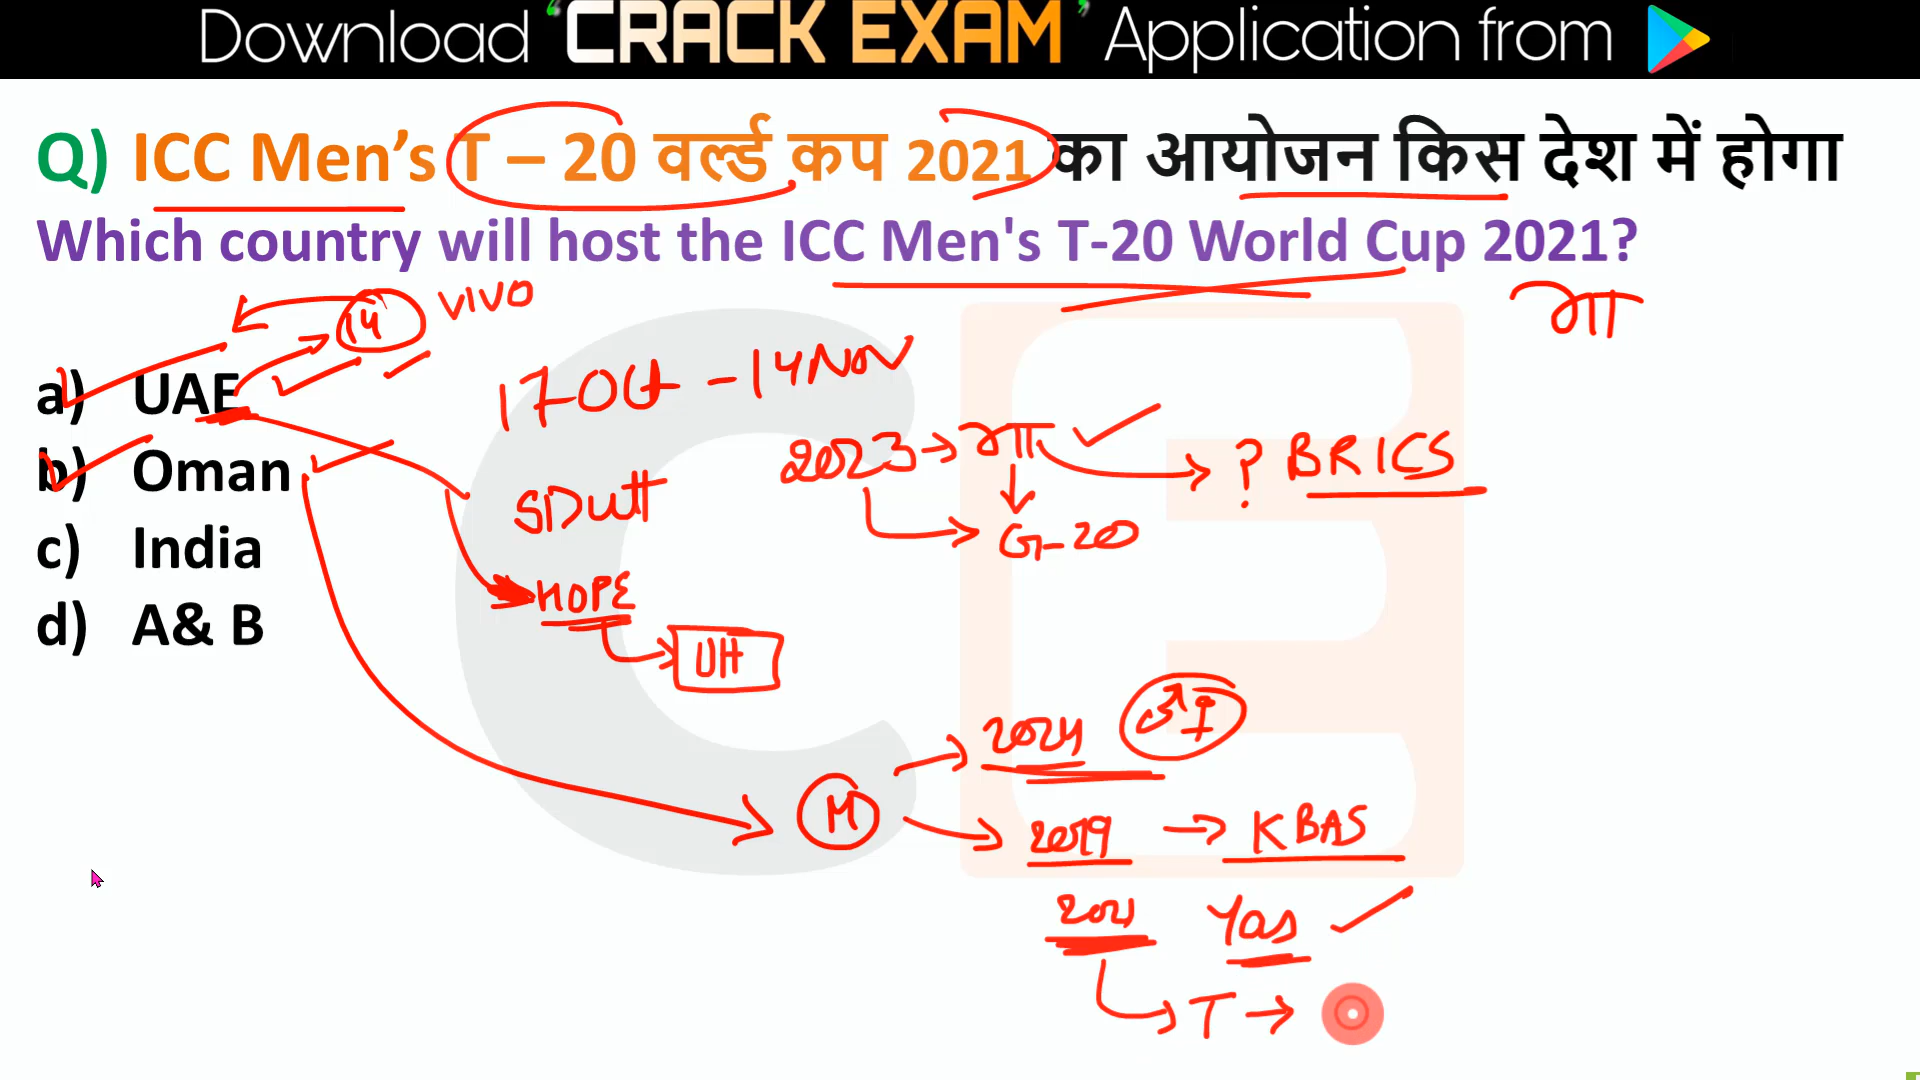 Download 'CRACK EXAM' Application from
Q) ICC Men's T – 20 वर्ल्ड कप 2021 का आयोजन किस देश में होगा
Which country will host the ICC Men's T-20 World Cup 2021?
14 VIVO
a) UAE
17 Oct - 14 Nov
b) Oman
2023 → ? BRICS
SDutt
c) India
G-20
HOPE
d) A& B
UH
2024
M
2019 → KBAS
2021 Yas
T →